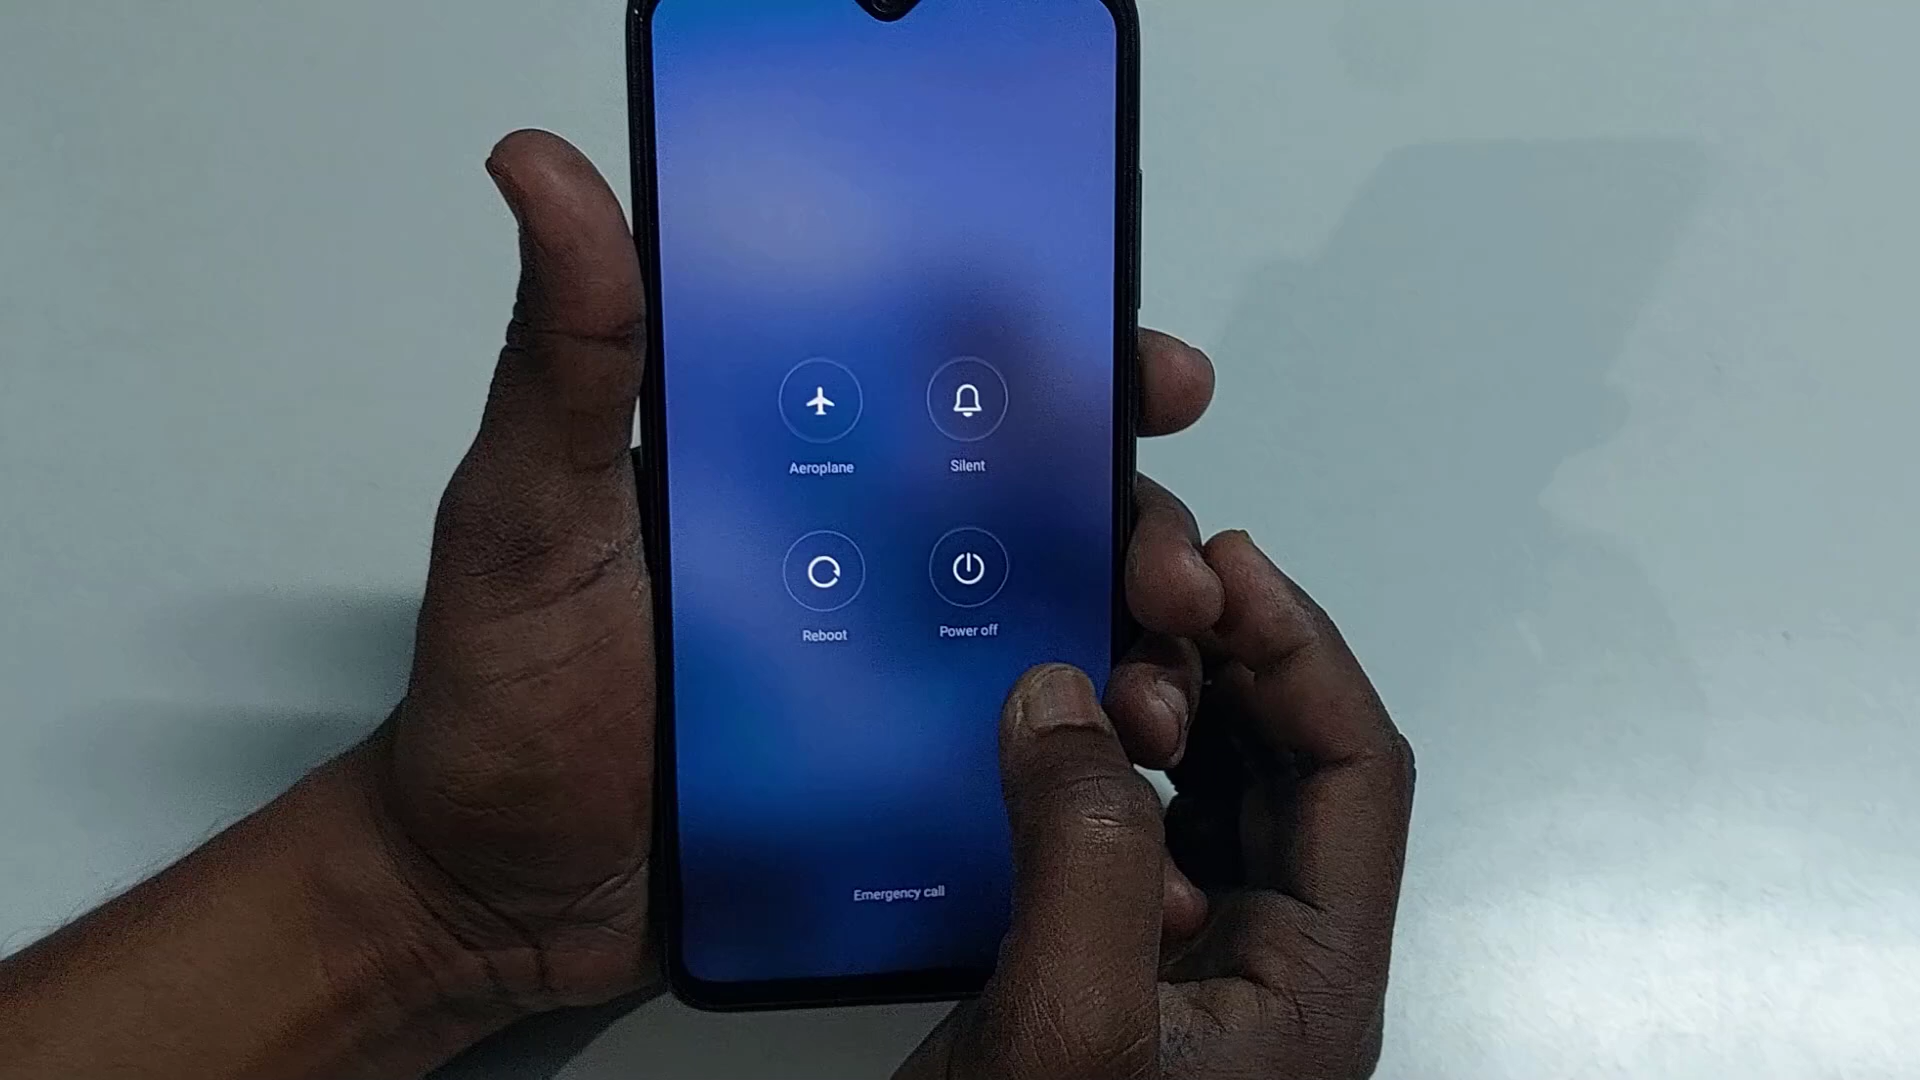 Aeroplane
Silent
Reboot
Power off
Emergency call